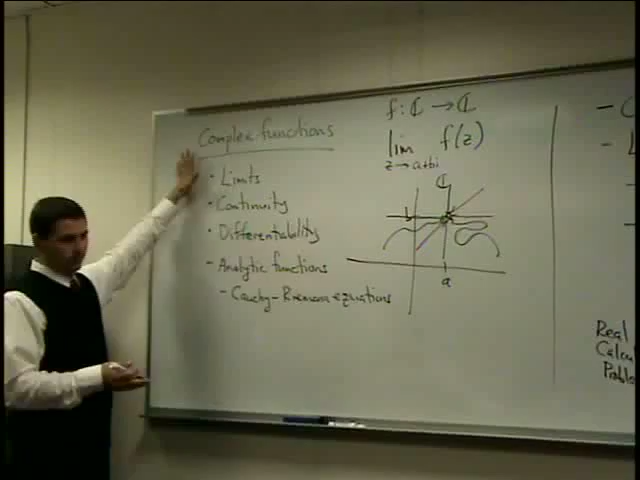 Complex functions
- Limits
- Continuity
- Differentiability
- Analytic functions
- Cauchy-Riemann equations
f: ℂ → ℂ
lim f(z)
z → a+bi
ℂ
b
a
- C
- L
Real
Calcu
Proble